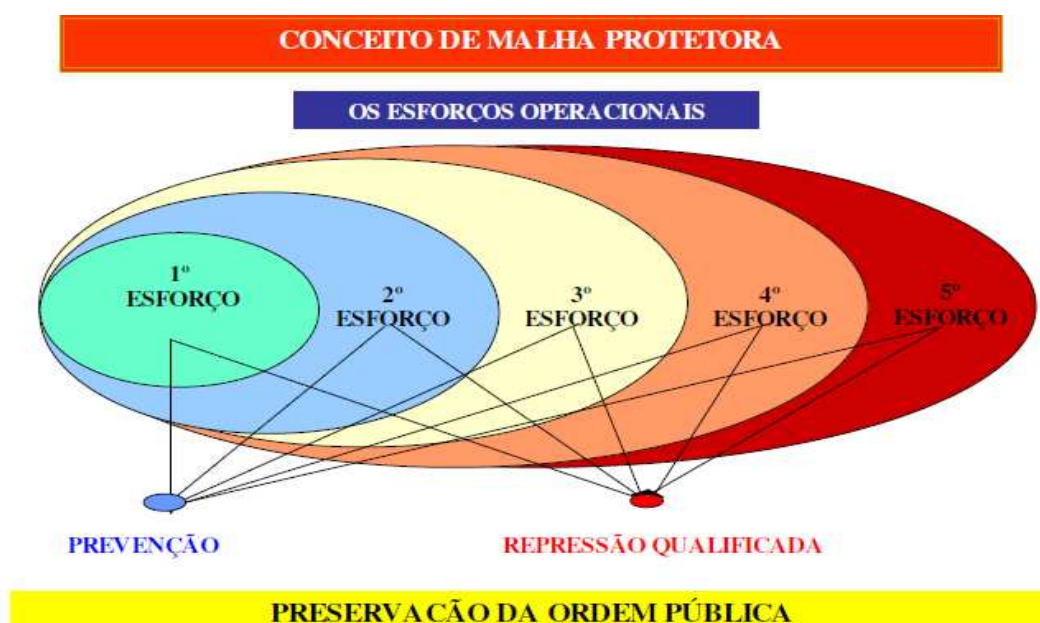 CONCEITO DE MALHA PROTETORA
OS ESFORÇOS OPERACIONAIS
1º
ESFORÇO
2º
ESFORÇO
3º
ESFORÇO
4º
ESFORÇO
5º
ESFORÇO
PREVENÇÃO
REPRESSÃO QUALIFICADA
PRESERVAÇÃO DA ORDEM PÚBLICA